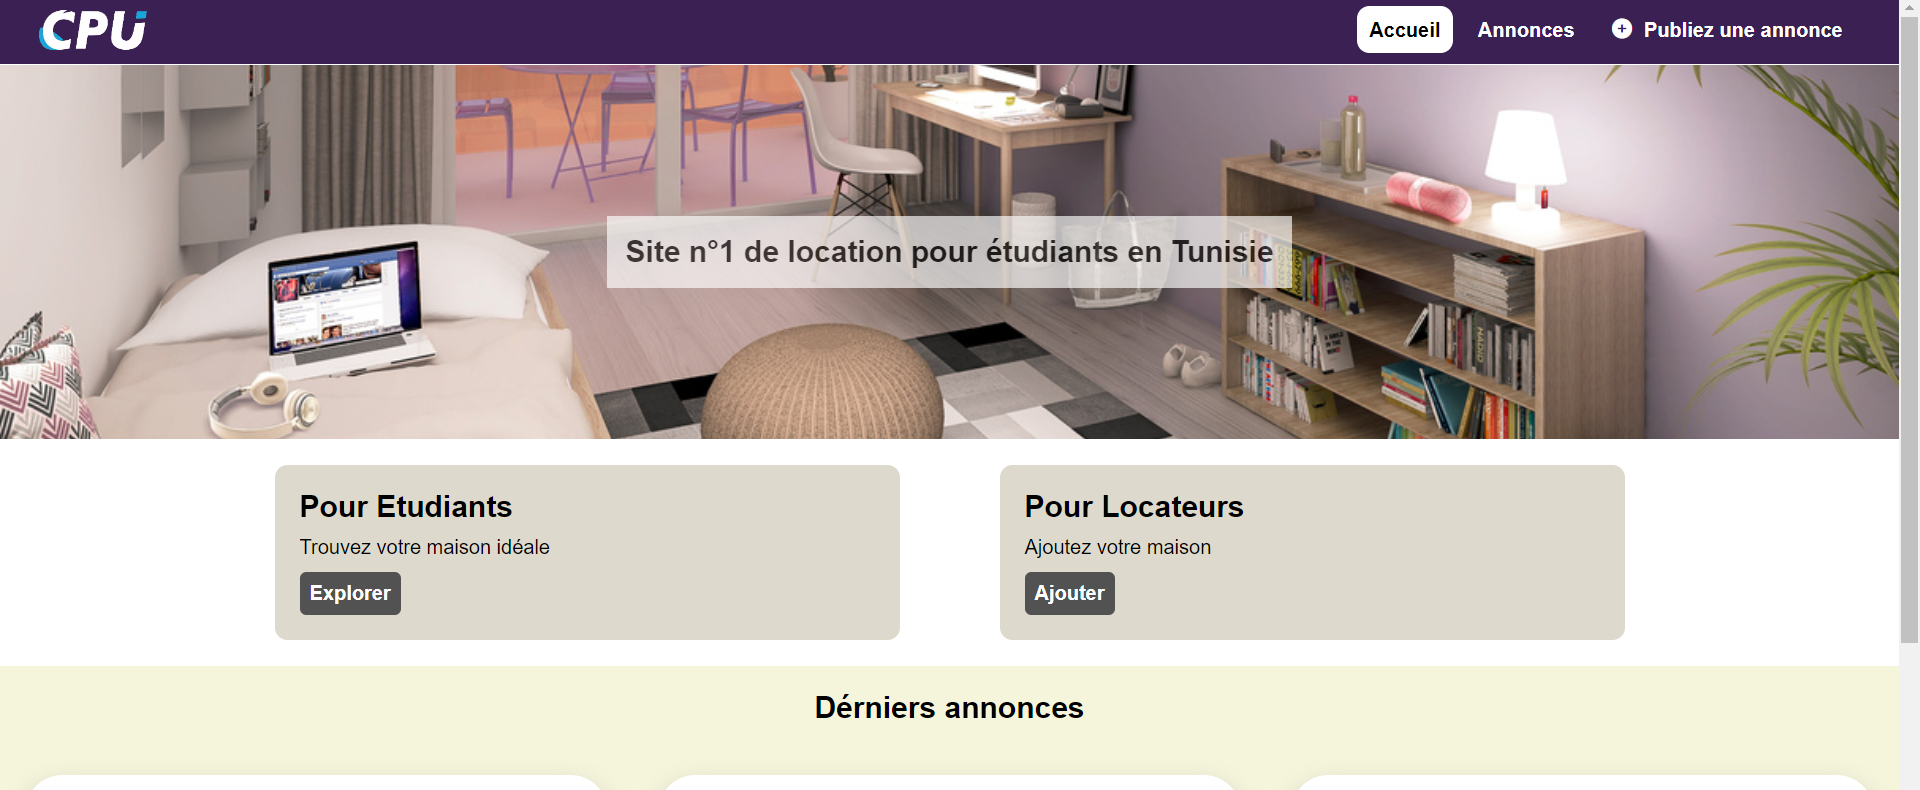 CPU
Accueil
Annonces
Publiez une annonce
Site n°1 de location pour étudiants en Tunisie
Pour Etudiants
Trouvez votre maison idéale
Explorer
Pour Locateurs
Ajoutez votre maison
Ajouter
Dérniers annonces